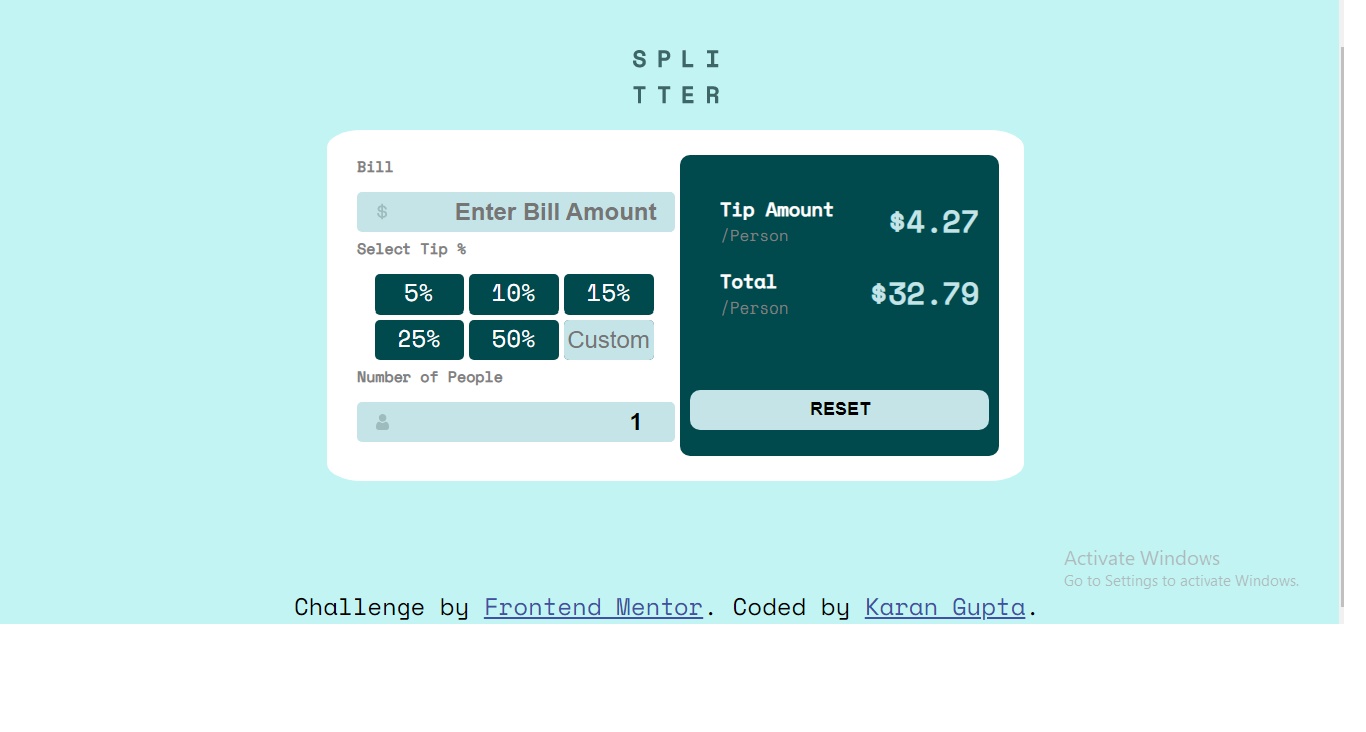 SPLI
TTER
Bill
$ Enter Bill Amount
Select Tip %
5% 10% 15%
25% 50% Custom
Number of People
1
Tip Amount
/Person
$4.27
Total
/Person
$32.79
RESET
Activate Windows
Go to Settings to activate Windows.
Challenge by Frontend Mentor. Coded by Karan Gupta.